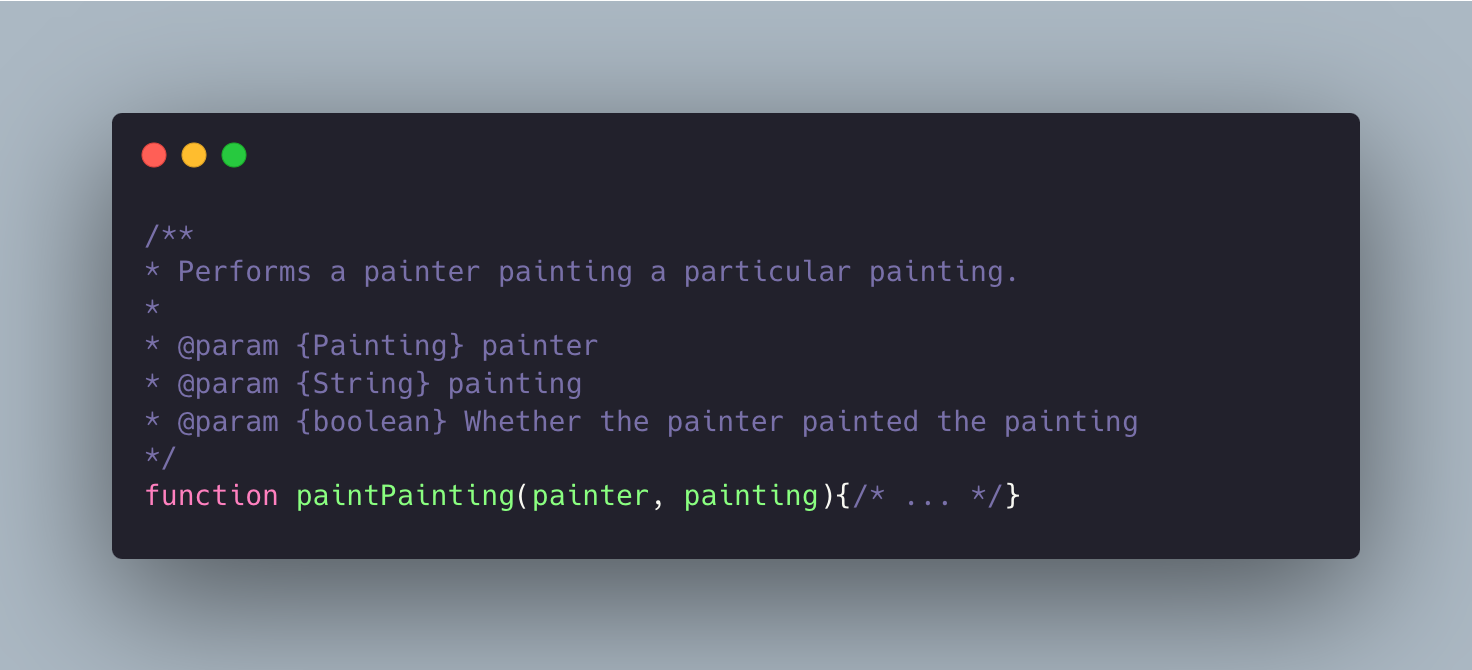 /**
* Performs a painter painting a particular painting.
*
* @param {Painting} painter
* @param {String} painting
* @param {boolean} Whether the painter painted the painting
*/
function paintPainting(painter, painting){/* ... */}